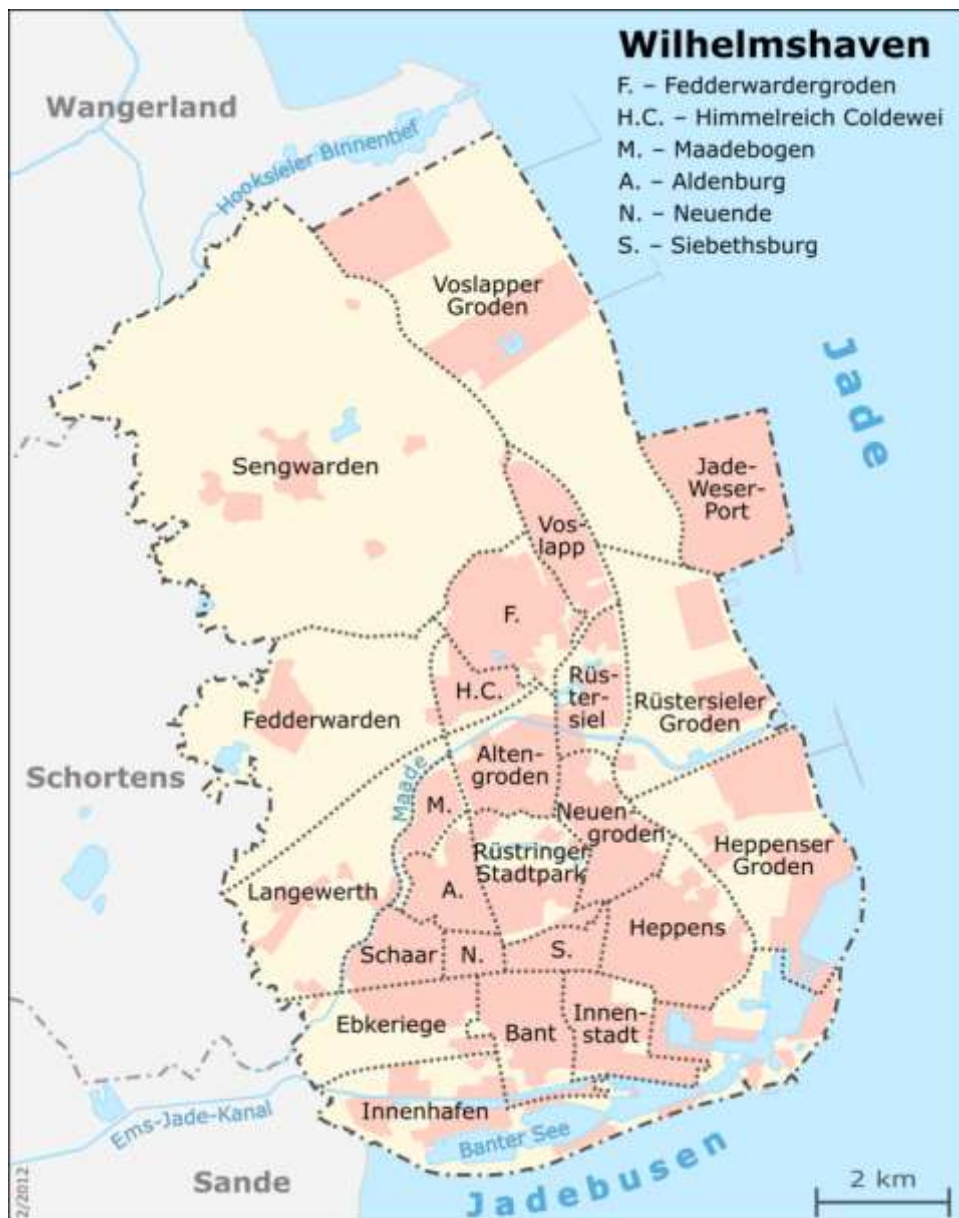 Wilhelmshaven
F. – Fedderwardergroden
H.C. – Himmelreich Coldewei
M. – Maadebogen
A. – Aldenburg
N. – Neuende
S. – Siebethsburg
Wangerland
Hooksieler Binnentief
Voslapper
Groden
Jade
Sengwarden
Jade-
Weser-
Port
Vos-
lapp
F.
H.C.
Rüs-
ter-
siel
Rüstersieler
Groden
Fedderwarden
Schortens
Alten-
groden
Maade
M.
Neuen-
groden
Rüstringer
Stadtpark
Heppenser
Groden
Langewerth
A.
Heppens
Schaar
N.
S.
Ebkeriege
Bant
Innen-
stadt
Innenhafen
Ems-Jade-Kanal
Banter See
Sande
Jadebusen
2 km
2/2012